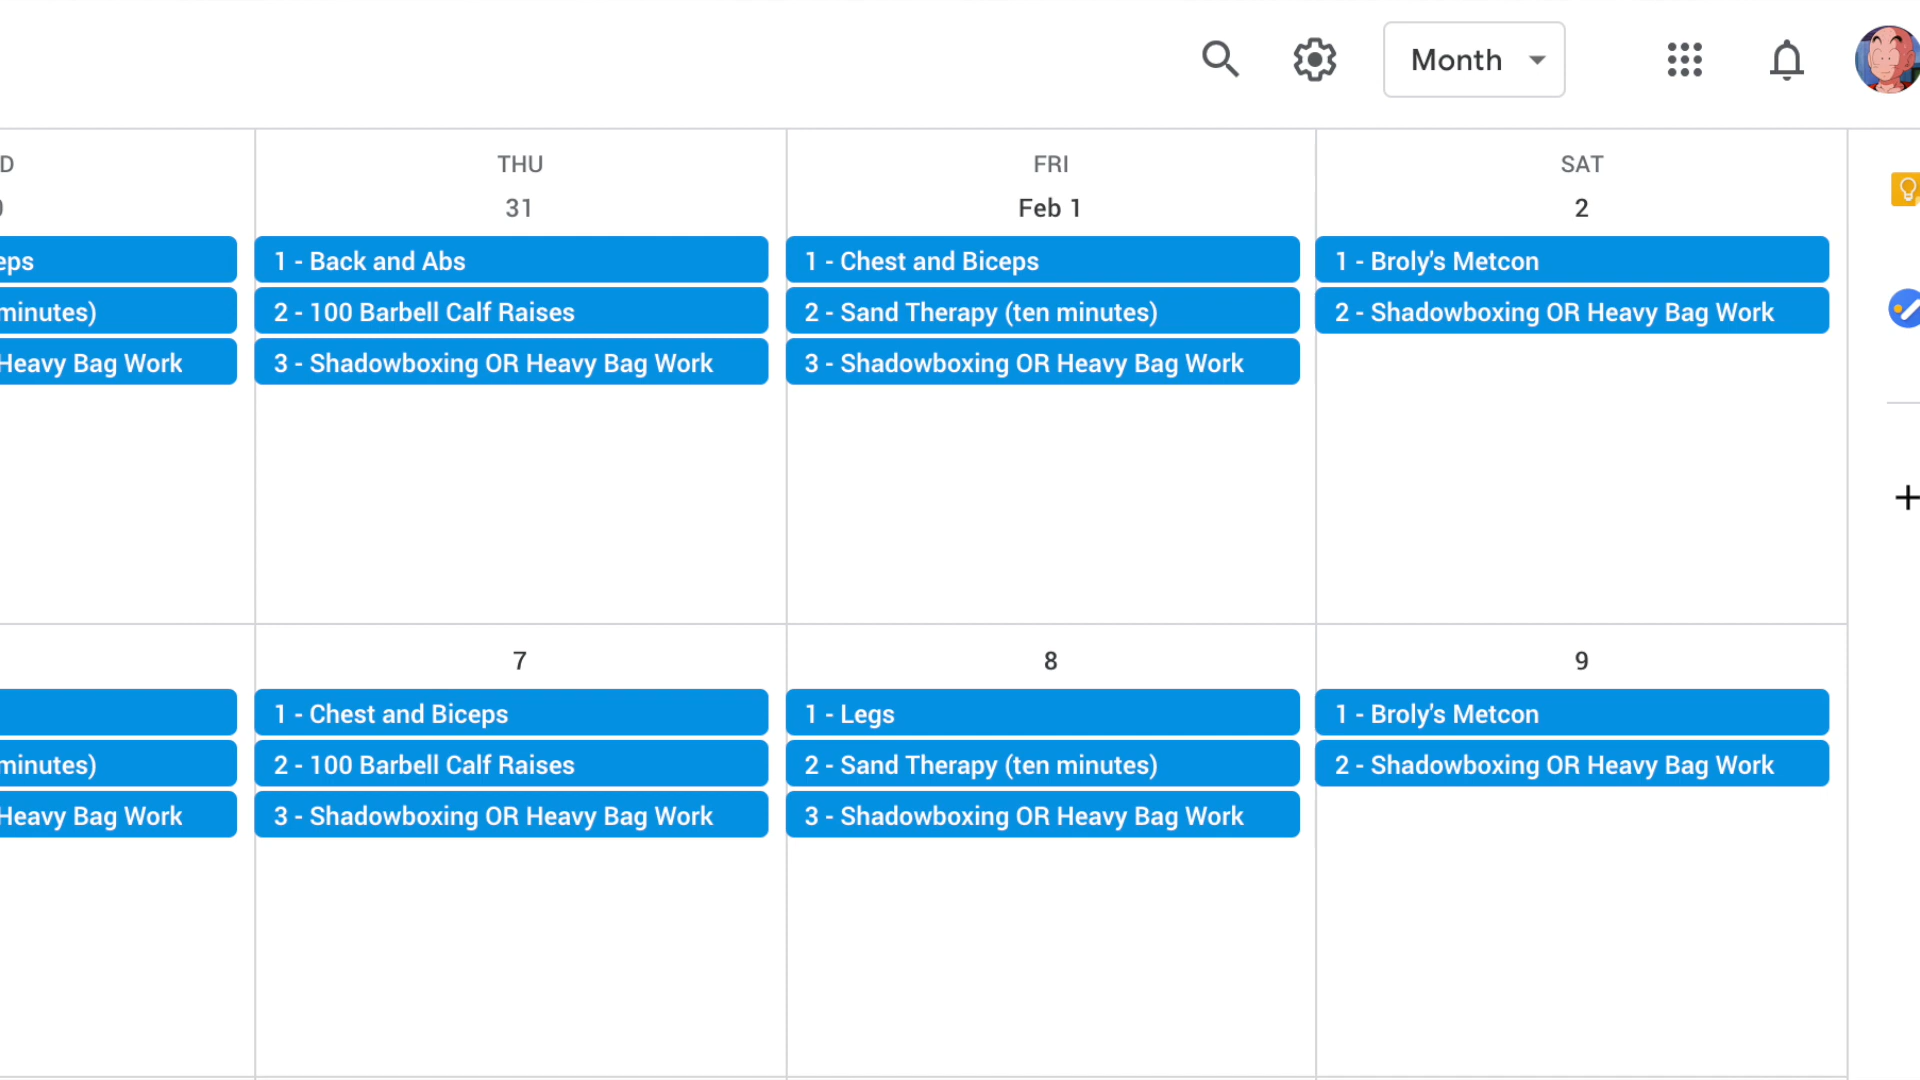 Month
D THU FRI SAT
31 Feb 1 2
eps 1 - Back and Abs 1 - Chest and Biceps 1 - Broly's Metcon
minutes) 2 - 100 Barbell Calf Raises 2 - Sand Therapy (ten minutes) 2 - Shadowboxing OR Heavy Bag Work
Heavy Bag Work 3 - Shadowboxing OR Heavy Bag Work 3 - Shadowboxing OR Heavy Bag Work
7 8 9
1 - Chest and Biceps 1 - Legs 1 - Broly's Metcon
minutes) 2 - 100 Barbell Calf Raises 2 - Sand Therapy (ten minutes) 2 - Shadowboxing OR Heavy Bag Work
Heavy Bag Work 3 - Shadowboxing OR Heavy Bag Work 3 - Shadowboxing OR Heavy Bag Work